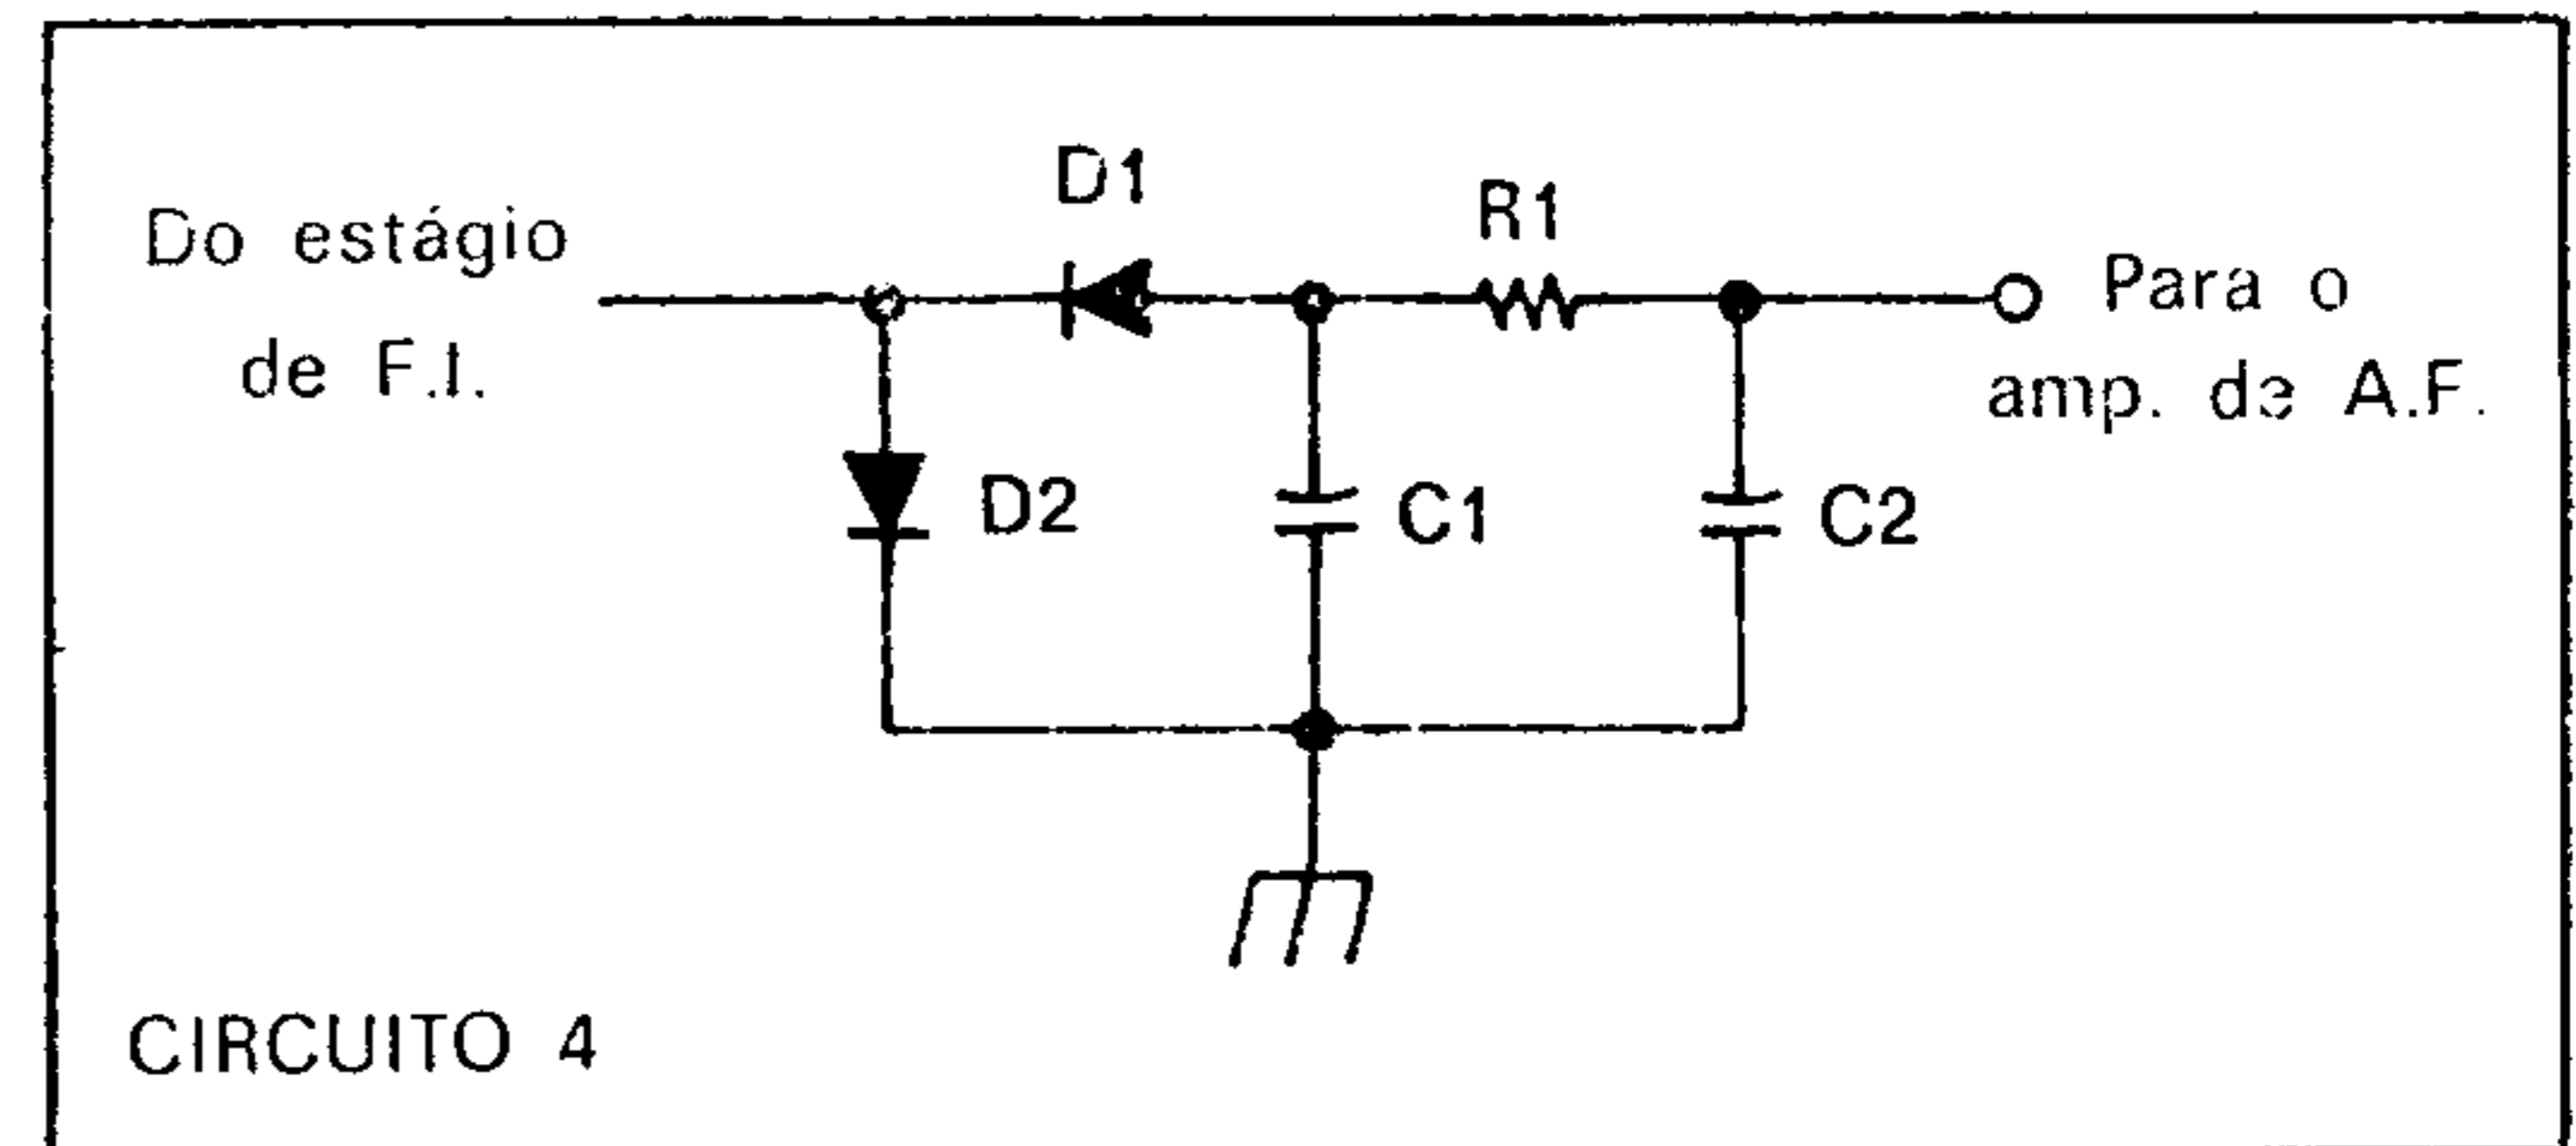 D1
R1
Do estágio
de F.I.
Para o
amp. de A.F.
D2
C1
C2
CIRCUITO 4